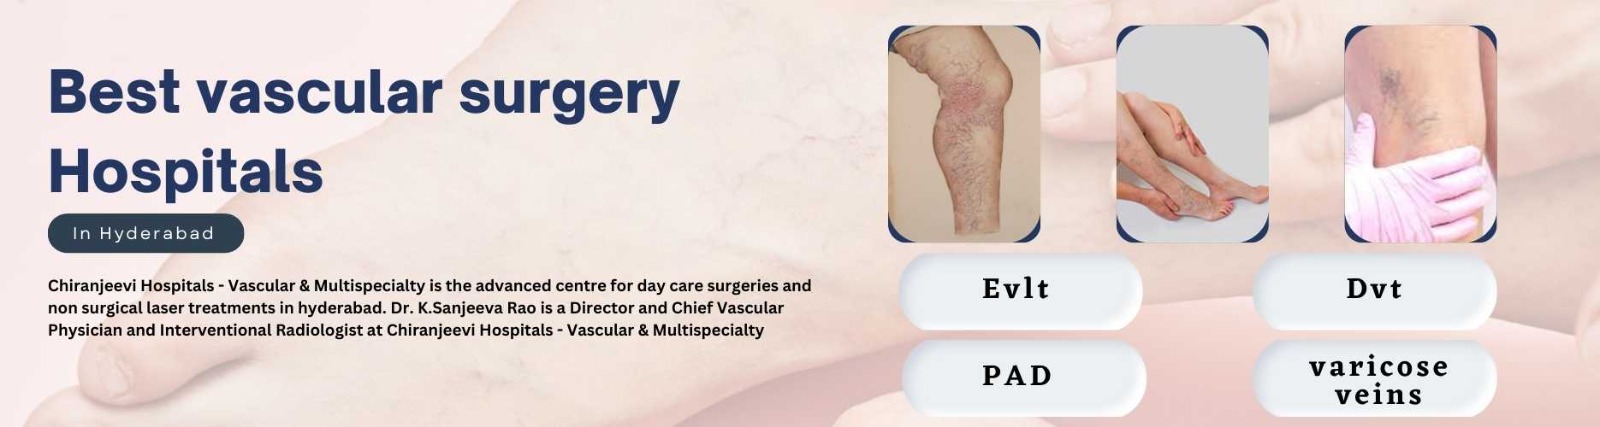 Best vascular surgery
Hospitals
In Hyderabad
Chiranjeevi Hospitals - Vascular & Multispecialty is the advanced centre for day care surgeries and
non surgical laser treatments in hyderabad. Dr. K.Sanjeeva Rao is a Director and Chief Vascular
Physician and Interventional Radiologist at Chiranjeevi Hospitals - Vascular & Multispecialty
Evlt
Dvt
PAD
varicose
veins